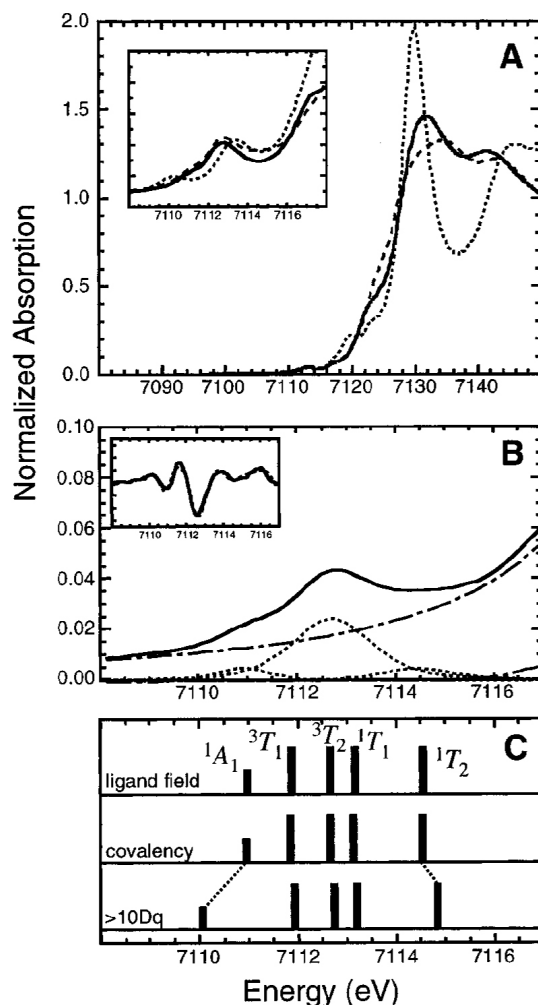 2.0
A
1.5
1.0
0.5
0.0
7110 7112 7114 7116
7090 7100 7110 7120 7130 7140
Normalized Absorption
0.10
B
0.08
0.06
0.04
0.02
0.00
7110 7112 7114 7116
7110 7112 7114 7116
C
¹A₁ ³T₁ ³T₂ ¹T₁ ¹T₂
ligand field
covalency
>10Dq
7110 7112 7114 7116
Energy (eV)